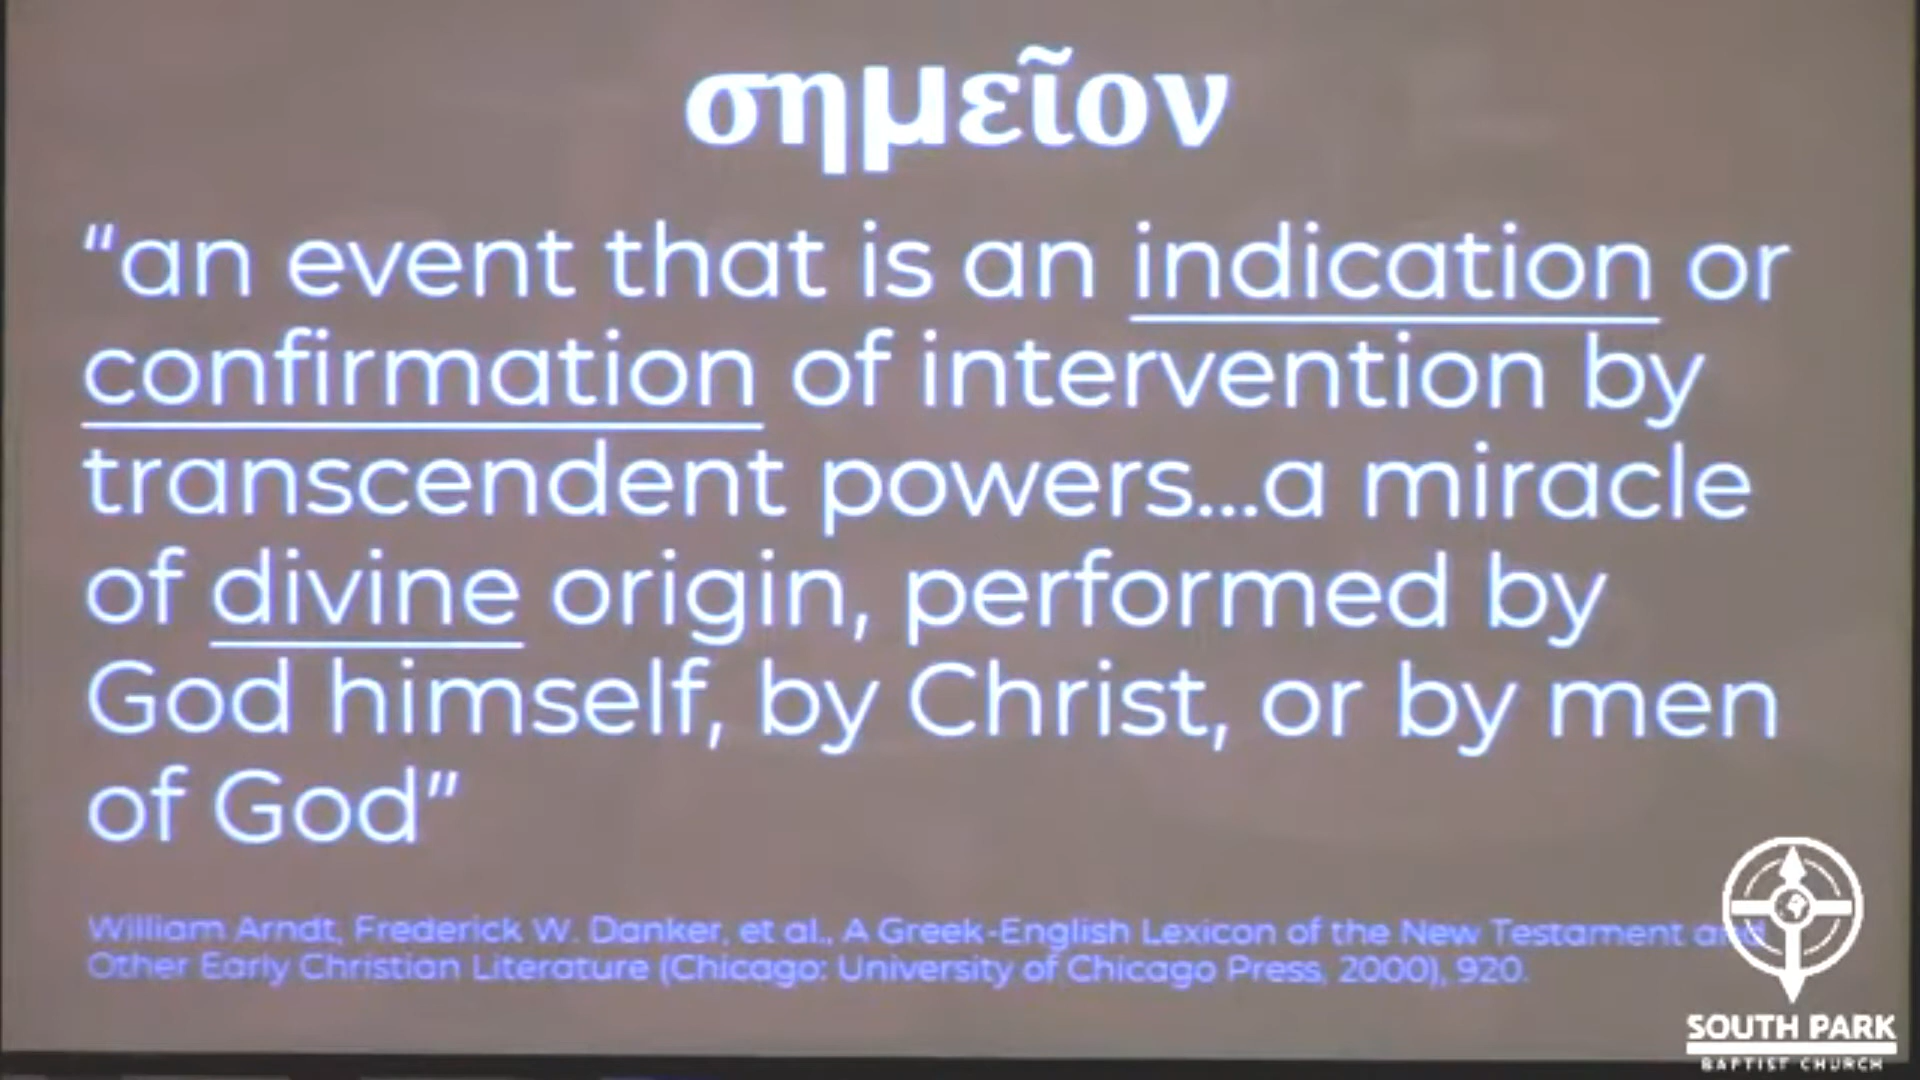 σημεῖον
“an event that is an indication or
confirmation of intervention by
transcendent powers...a miracle
of divine origin, performed by
God himself, by Christ, or by men
of God”
William Arndt, Frederick W. Danker, et al., A Greek-English Lexicon of the New Testament and
Other Early Christian Literature (Chicago: University of Chicago Press, 2000), 920.
SOUTH PARK
BAPTIST CHURCH